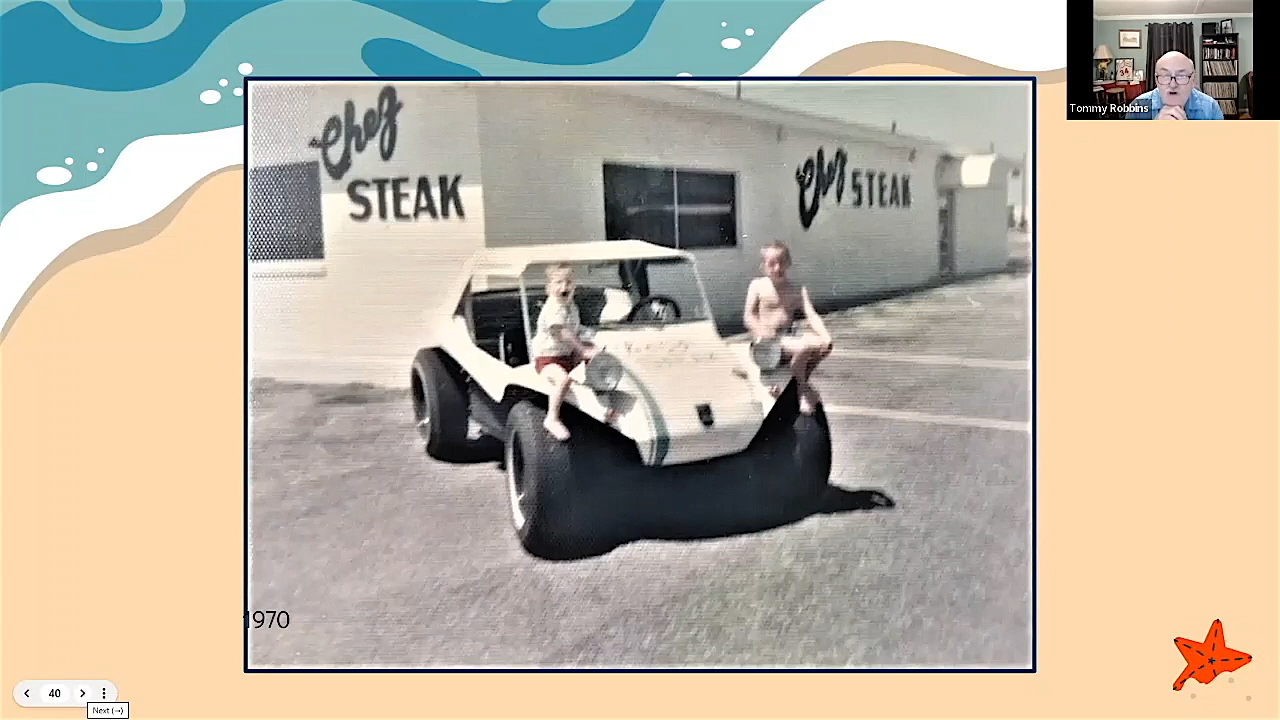 Chez
STEAK
Chez STEAK
Tommy Robbins
1970
40
Next (→)